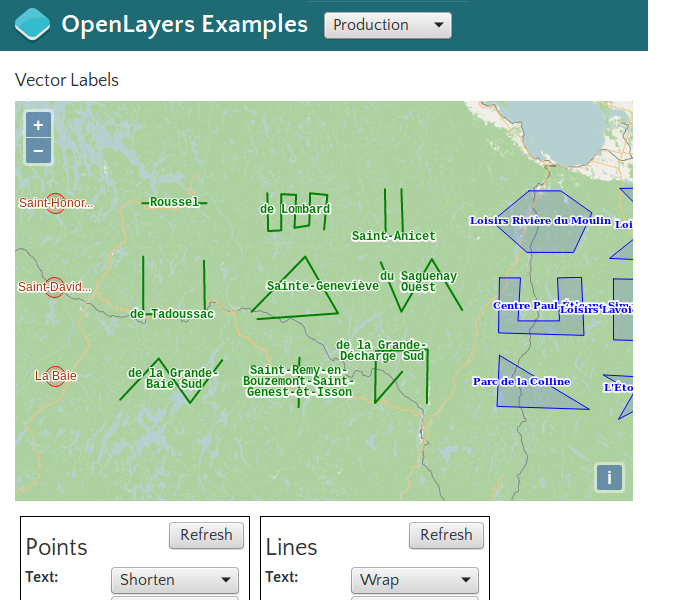 OpenLayers Examples
Production
Vector Labels
+
−
Saint-Honor...
Roussel
de Lombard
Saint-Anicet
Loisirs Rivière du Moulin
Loi
Saint-David...
de Tadoussac
Sainte-Geneviève
du Saguenay
Ouest
Centre Paul-Étienne Sim
Loisirs Lavoi
La Baie
de la Grande-
Baie Sud
Saint-Remy-en-
Bouzemont-Saint-
Genest-et-Isson
de la Grande-
Décharge Sud
Parc de la Colline
L'Éto
i
Points
Refresh
Text:
Shorten
Lines
Refresh
Text:
Wrap